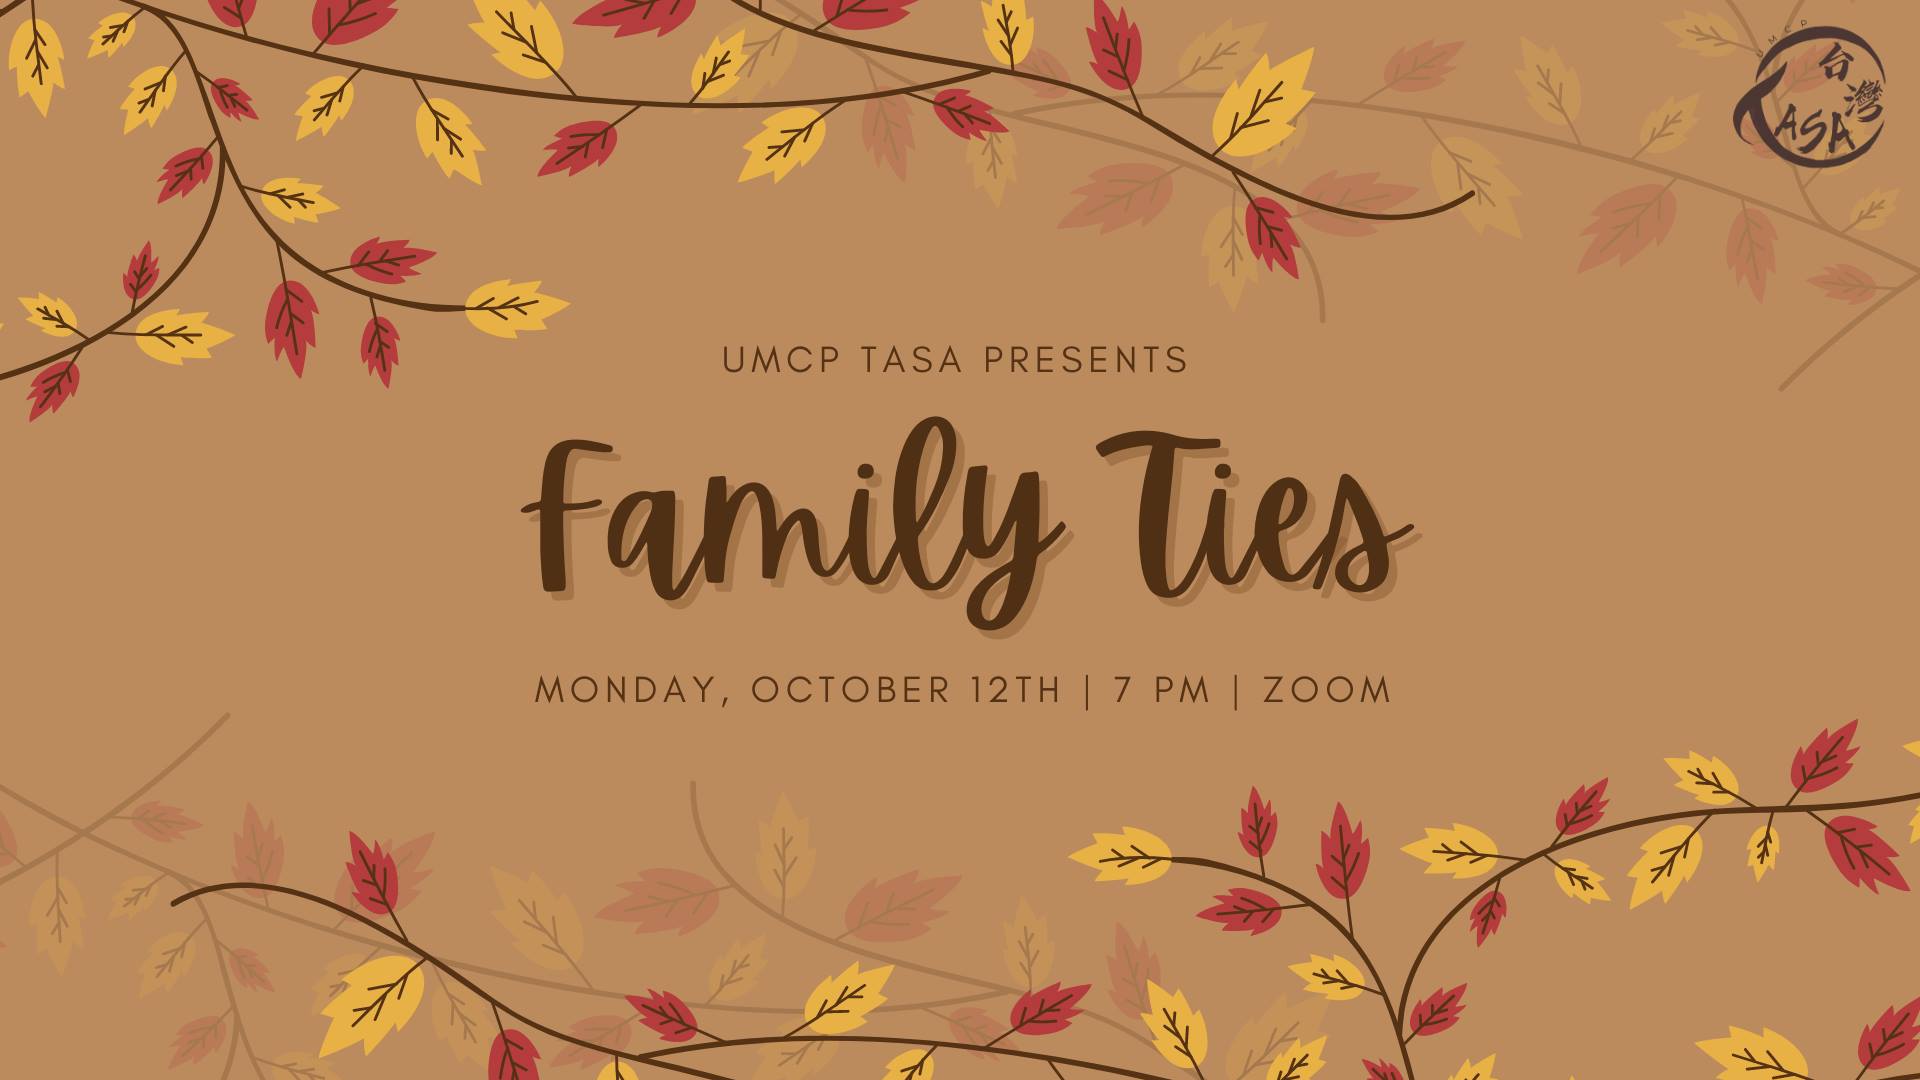 UMCP
台灣
TASA
UMCP TASA PRESENTS
Family Ties
MONDAY, OCTOBER 12TH | 7 PM | ZOOM